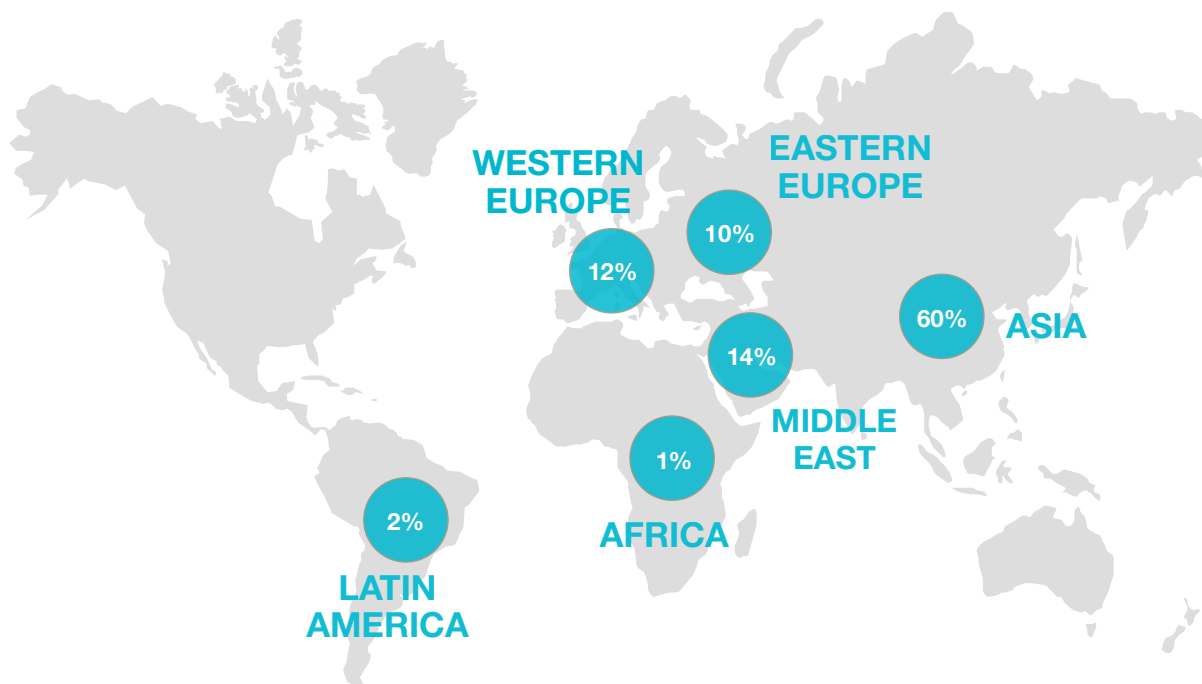 WESTERN
EUROPE
12%
EASTERN
EUROPE
10%
60%
ASIA
14%
MIDDLE
EAST
1%
AFRICA
2%
LATIN
AMERICA